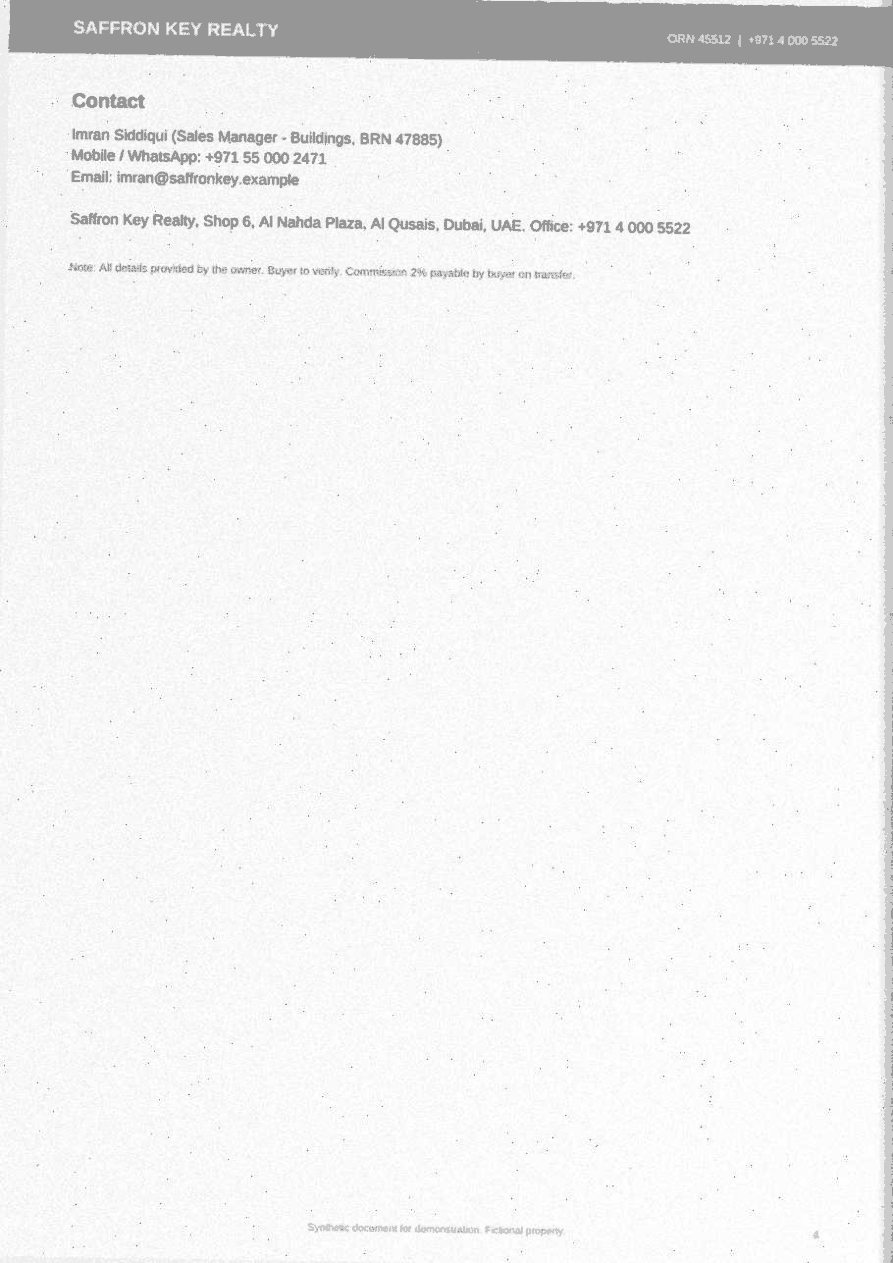 SAFFRON KEY REALTY
ORN 45512 | +971 4 000 5522
Contact
Imran Siddiqui (Sales Manager - Buildings, BRN 47885)
Mobile / WhatsApp: +971 55 000 2471
Email: imran@saffronkey.example
Saffron Key Realty, Shop 6, Al Nahda Plaza, Al Qusais, Dubai, UAE. Office: +971 4 000 5522
Note: All details provided by the owner. Buyer to verify. Commission 2% payable by buyer on transfer.
Synthetic document for demonstration. Fictional property.
4